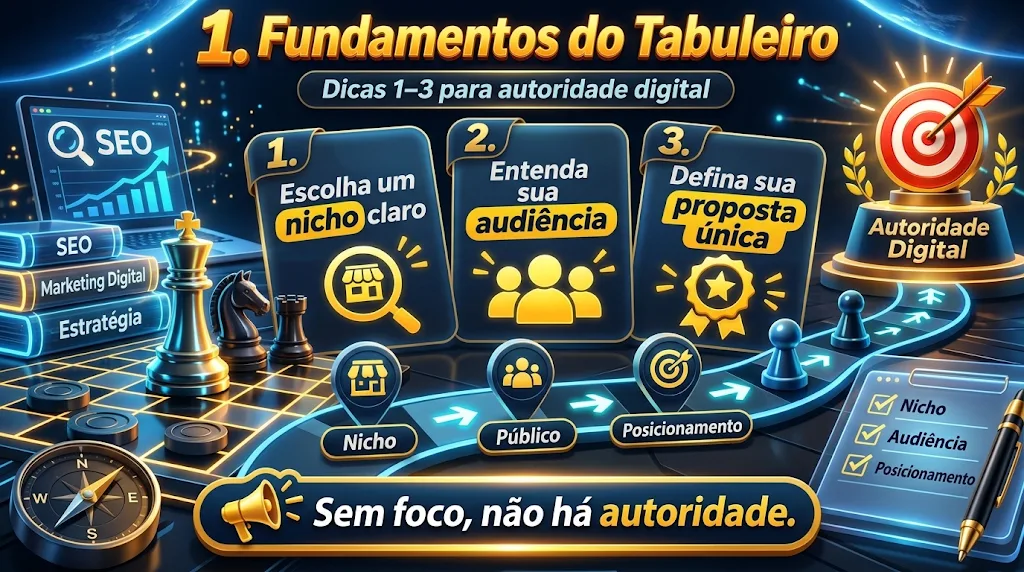 1. Fundamentos do Tabuleiro
Dicas 1–3 para autoridade digital
SEO
SEO
Marketing Digital
Estratégia
1.
Escolha um
nicho claro
2.
Entenda
sua
audiência
3.
Defina sua
proposta
única
Autoridade
Digital
Nicho
Público
Posicionamento
Nicho
Audiência
Posicionamento
N
W
E
S
Sem foco, não há autoridade.